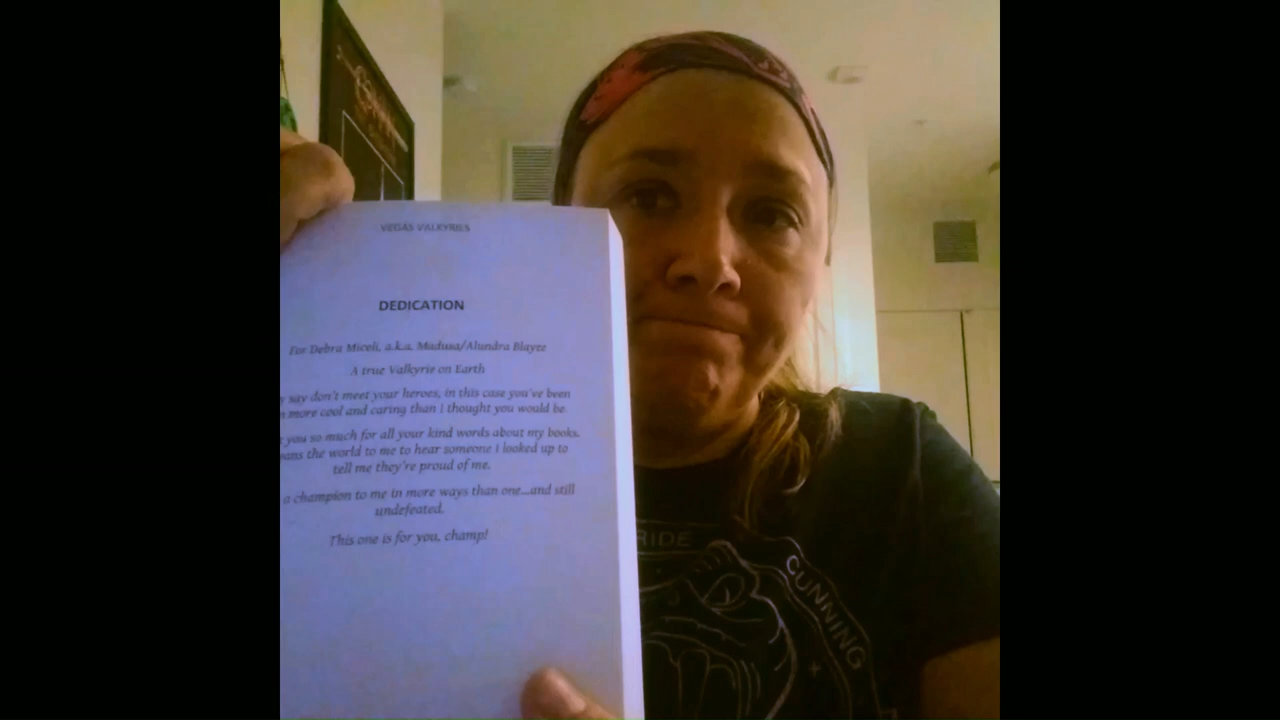 VEGAS VALKYRIES
DEDICATION
For Debra Miceli, a.k.a. Madusa/Alundra Blayze
A true Valkyrie on Earth
say don't meet your heroes, in this case you've been
more cool and caring than I thought you would be
you so much for all your kind words about my books.
the world to me to hear someone I looked up to
tell me they're proud of me.
a champion to me in more ways than one...and still
undefeated.
This one is for you, champ!
RIDE
CUNNING